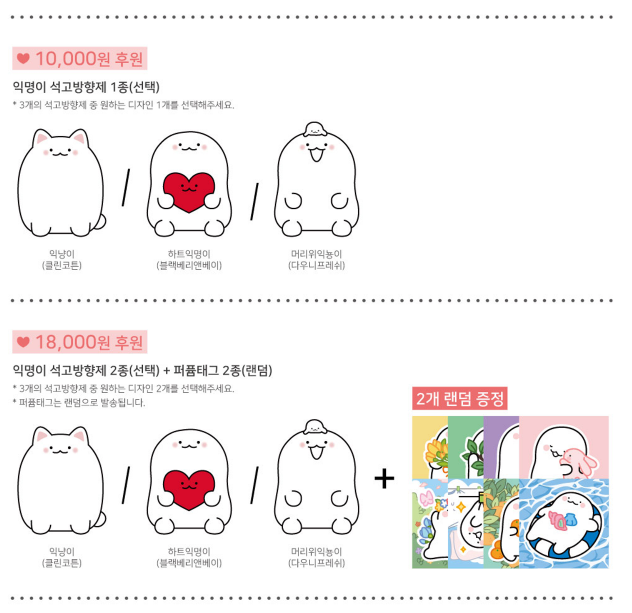 10,000원 후원
익명이 석고방향제 1종(선택)
* 3개의 석고방향제 중 원하는 디자인 1개를 선택해주세요.
/ /
익냥이 하트익명이 머리위익뇽이
(클린코튼) (블랙베리앤베이) (다우니프레쉬)
18,000원 후원
익명이 석고방향제 2종(선택) + 퍼퓸태그 2종(랜덤)
* 3개의 석고방향제 중 원하는 디자인 2개를 선택해주세요.
* 퍼퓸태그는 랜덤으로 발송됩니다.
2개 랜덤 증정
/ / +
익냥이 하트익명이 머리위익뇽이
(클린코튼) (블랙베리앤베이) (다우니프레쉬)